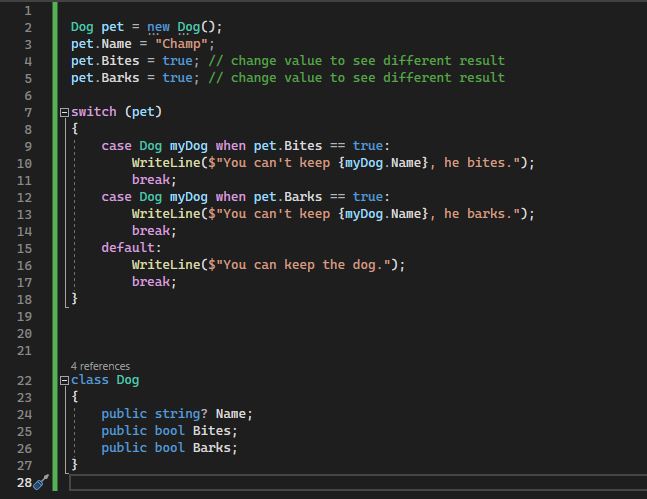 1
2 Dog pet = new Dog();
3 pet.Name = "Champ";
4 pet.Bites = true; // change value to see different result
5 pet.Barks = true; // change value to see different result
6
7 switch (pet)
8 {
9     case Dog myDog when pet.Bites == true:
10         WriteLine($"You can't keep {myDog.Name}, he bites.");
11         break;
12     case Dog myDog when pet.Barks == true:
13         WriteLine($"You can't keep {myDog.Name}, he barks.");
14         break;
15     default:
16         WriteLine($"You can keep the dog.");
17         break;
18 }
19
20
21
4 references
22 class Dog
23 {
24     public string? Name;
25     public bool Bites;
26     public bool Barks;
27 }
28